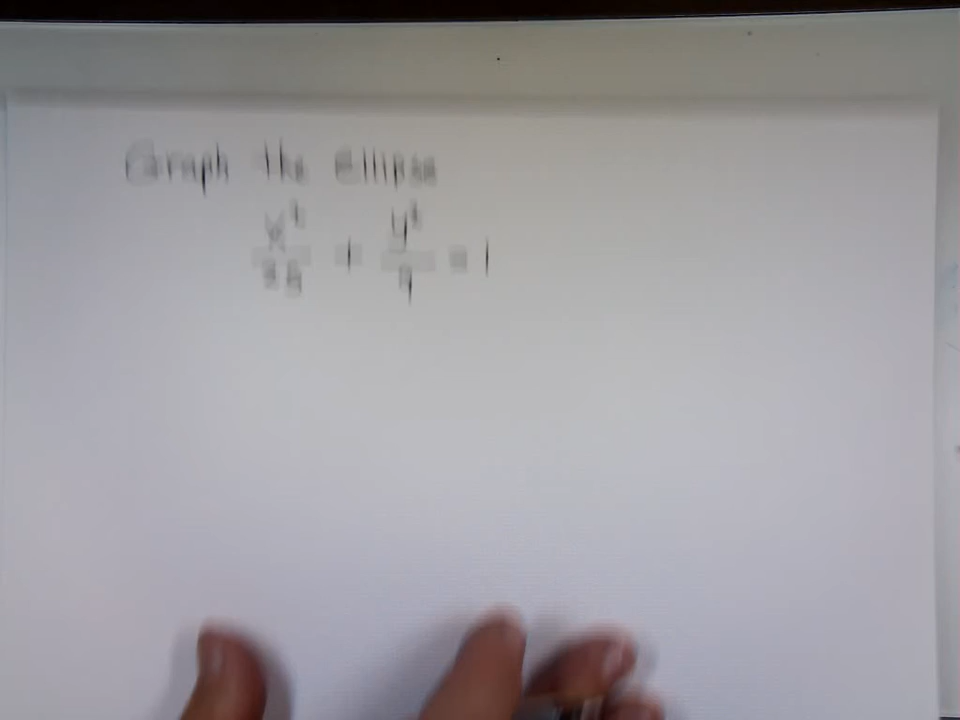 Graph the ellipse
x²/36 + y²/9 = 1